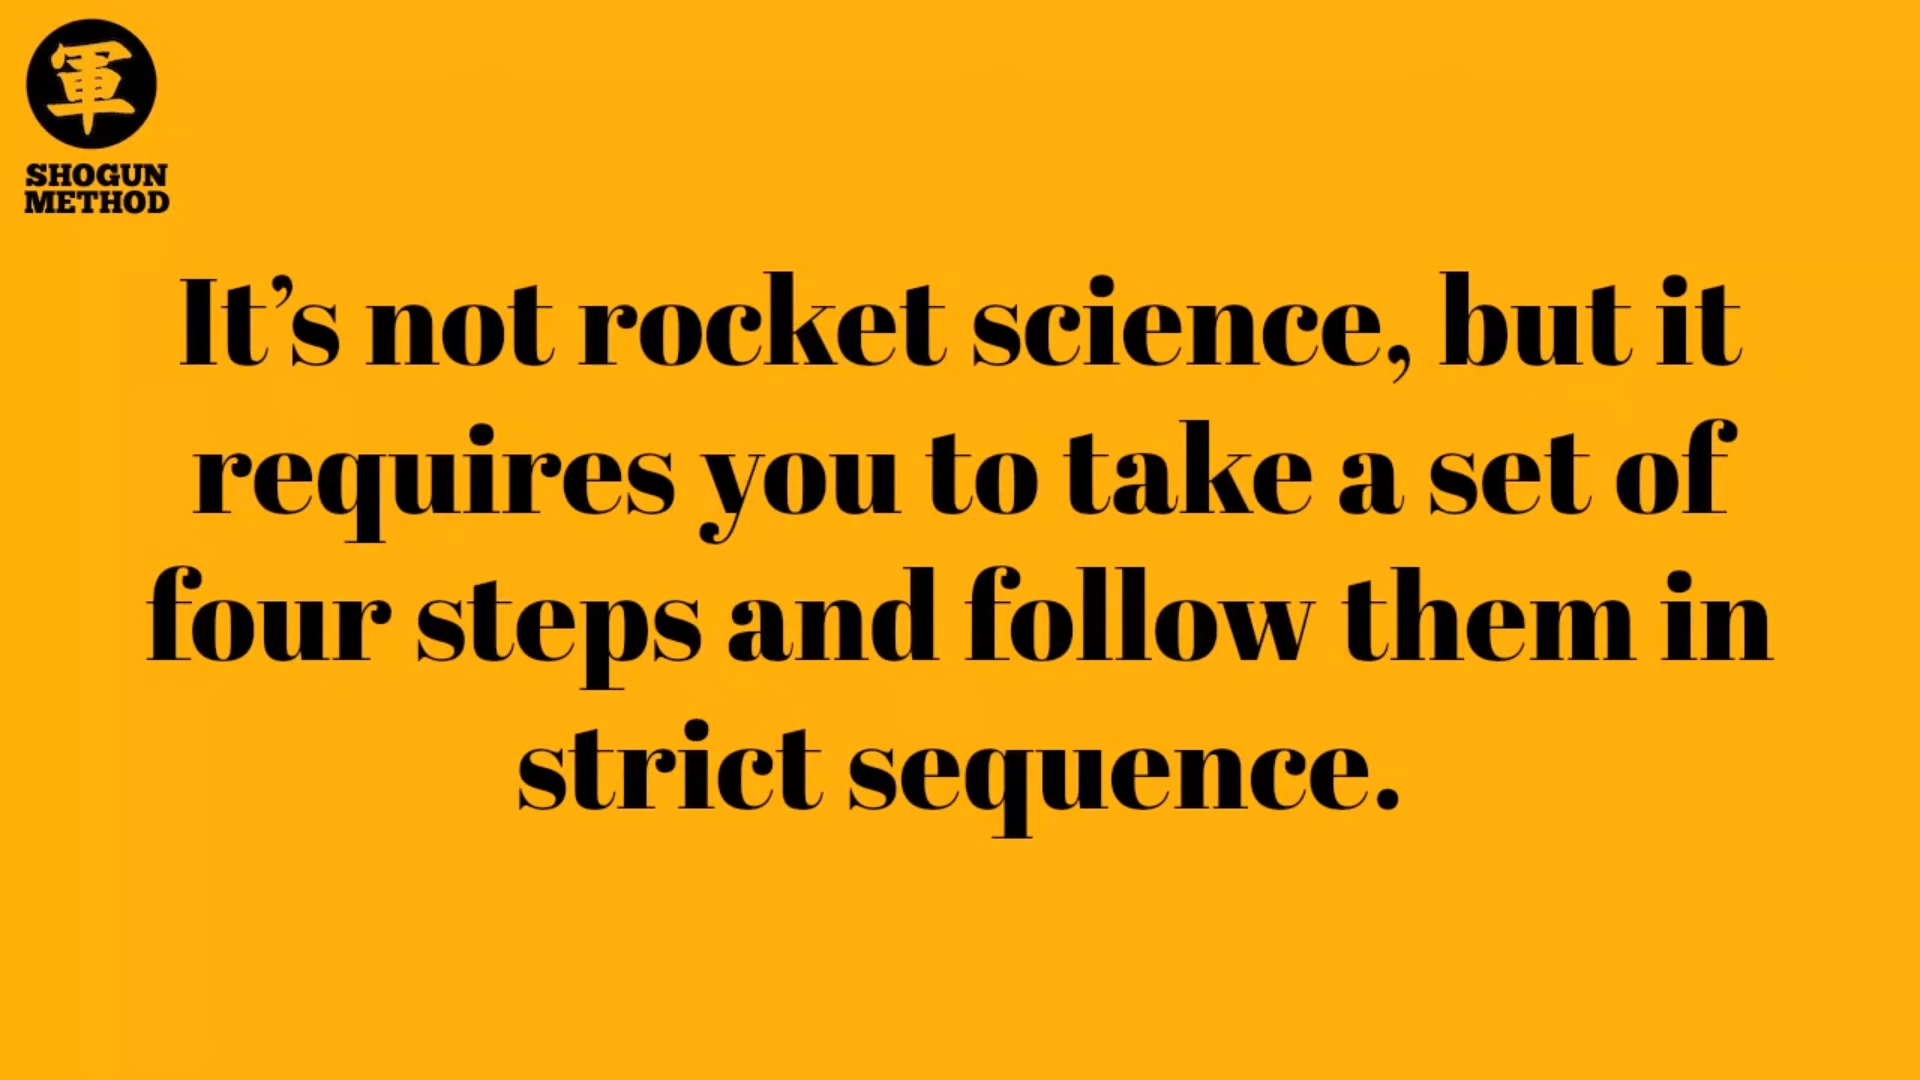 軍
SHOGUN
METHOD
It’s not rocket science, but it
requires you to take a set of
four steps and follow them in
strict sequence.